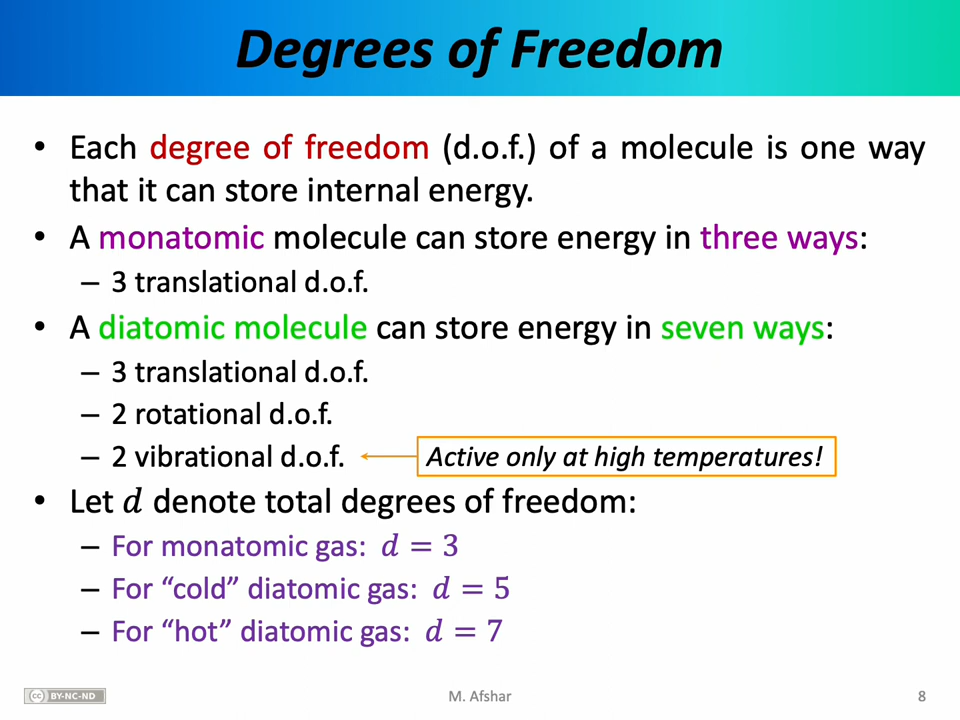 Degrees of Freedom
• Each degree of freedom (d.o.f.) of a molecule is one way
that it can store internal energy.
• A monatomic molecule can store energy in three ways:
– 3 translational d.o.f.
• A diatomic molecule can store energy in seven ways:
– 3 translational d.o.f.
– 2 rotational d.o.f.
– 2 vibrational d.o.f. Active only at high temperatures!
• Let 𝑑 denote total degrees of freedom:
– For monatomic gas: 𝑑 = 3
– For “cold” diatomic gas: 𝑑 = 5
– For “hot” diatomic gas: 𝑑 = 7
cc BY-NC-ND M. Afshar 8